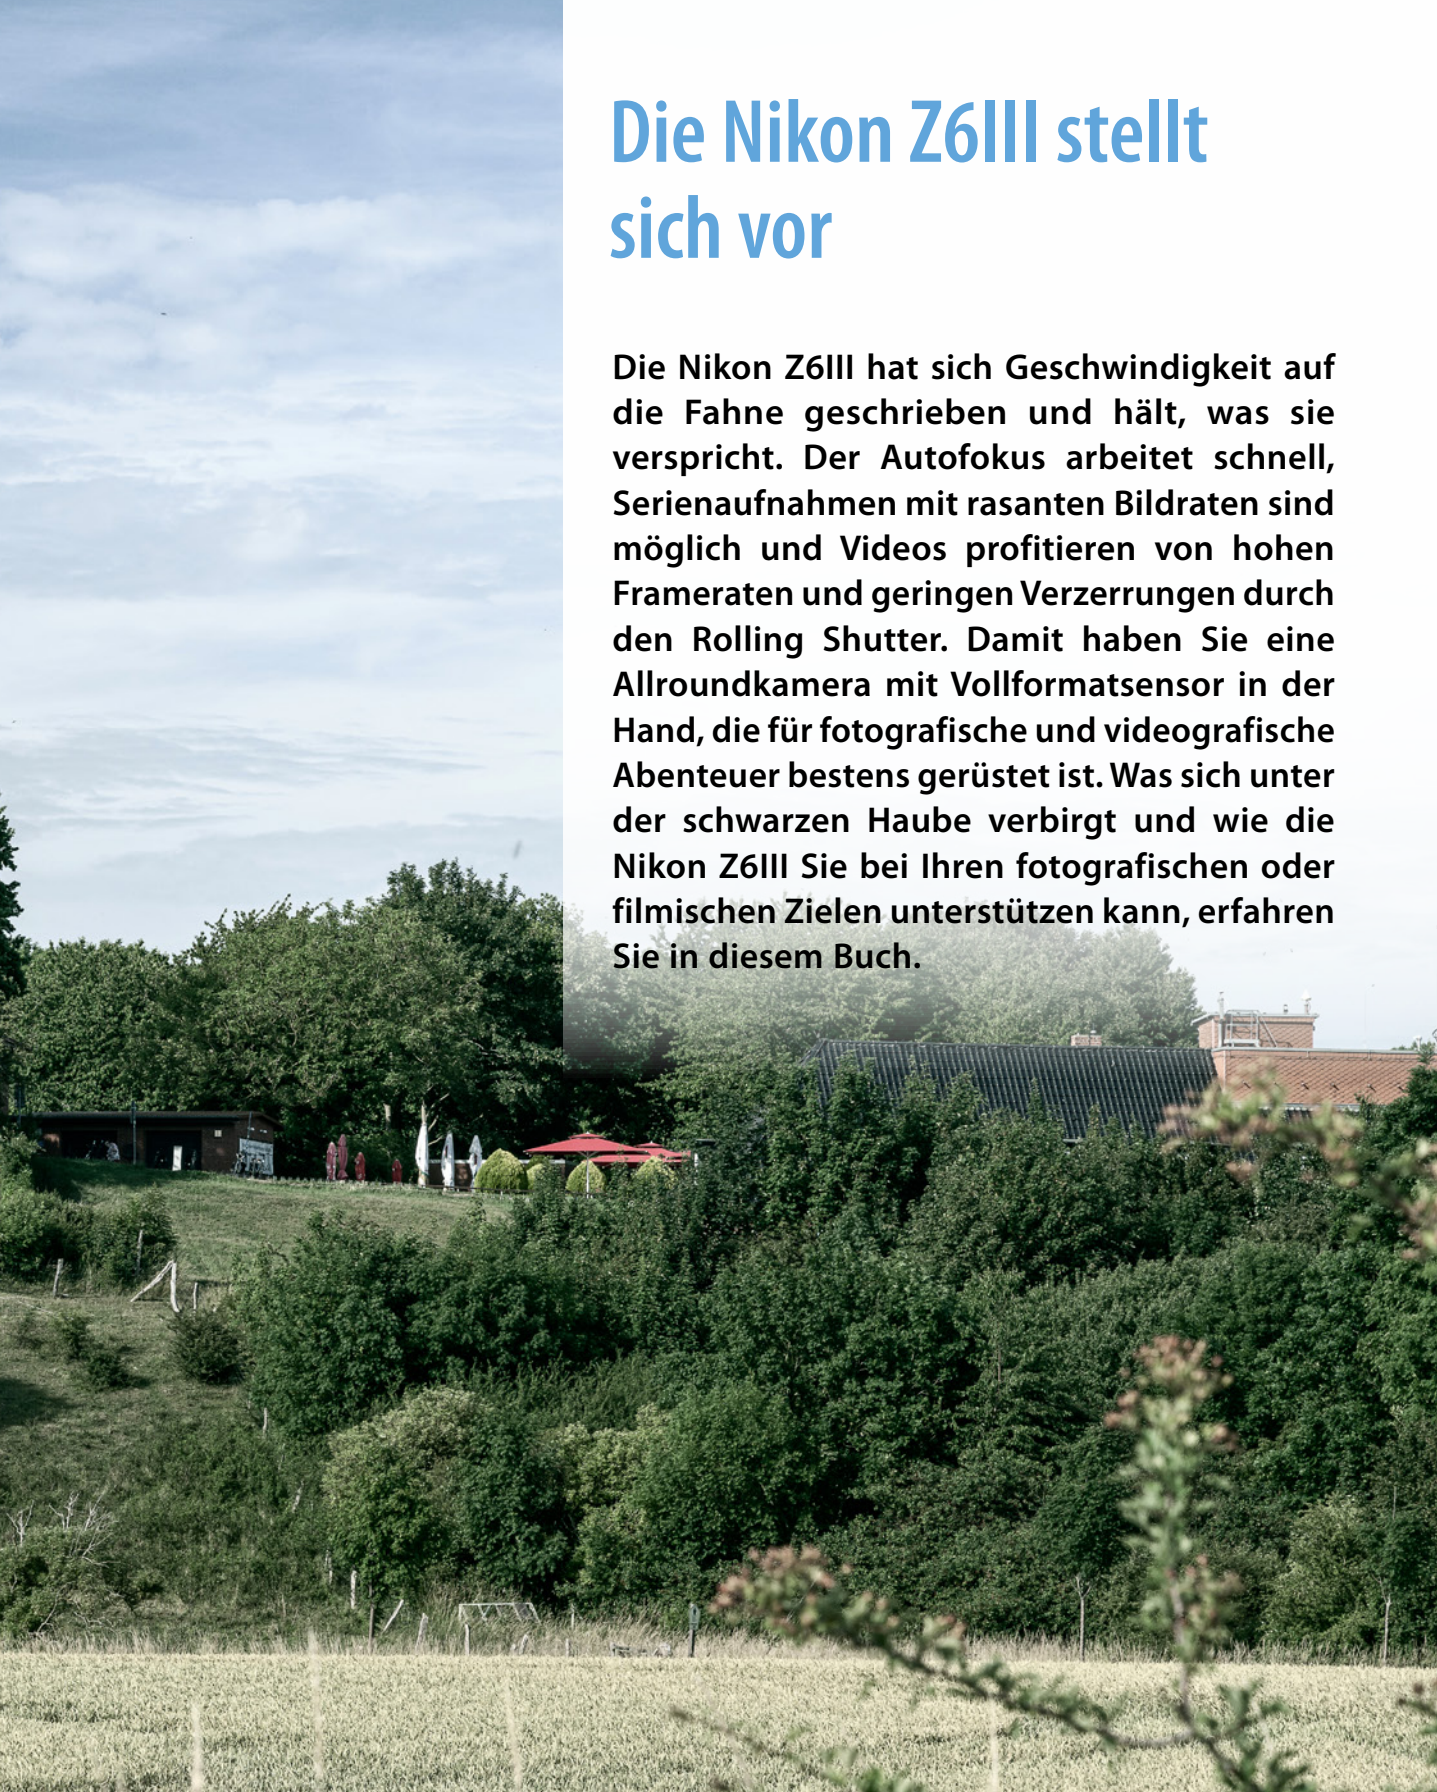 Die Nikon Z6III stellt
sich vor
Die Nikon Z6III hat sich Geschwindigkeit auf
die Fahne geschrieben und hält, was sie
verspricht. Der Autofokus arbeitet schnell,
Serienaufnahmen mit rasanten Bildraten sind
möglich und Videos profitieren von hohen
Frameraten und geringen Verzerrungen durch
den Rolling Shutter. Damit haben Sie eine
Allroundkamera mit Vollformatsensor in der
Hand, die für fotografische und videografische
Abenteuer bestens gerüstet ist. Was sich unter
der schwarzen Haube verbirgt und wie die
Nikon Z6III Sie bei Ihren fotografischen oder
filmischen Zielen unterstützen kann, erfahren
Sie in diesem Buch.